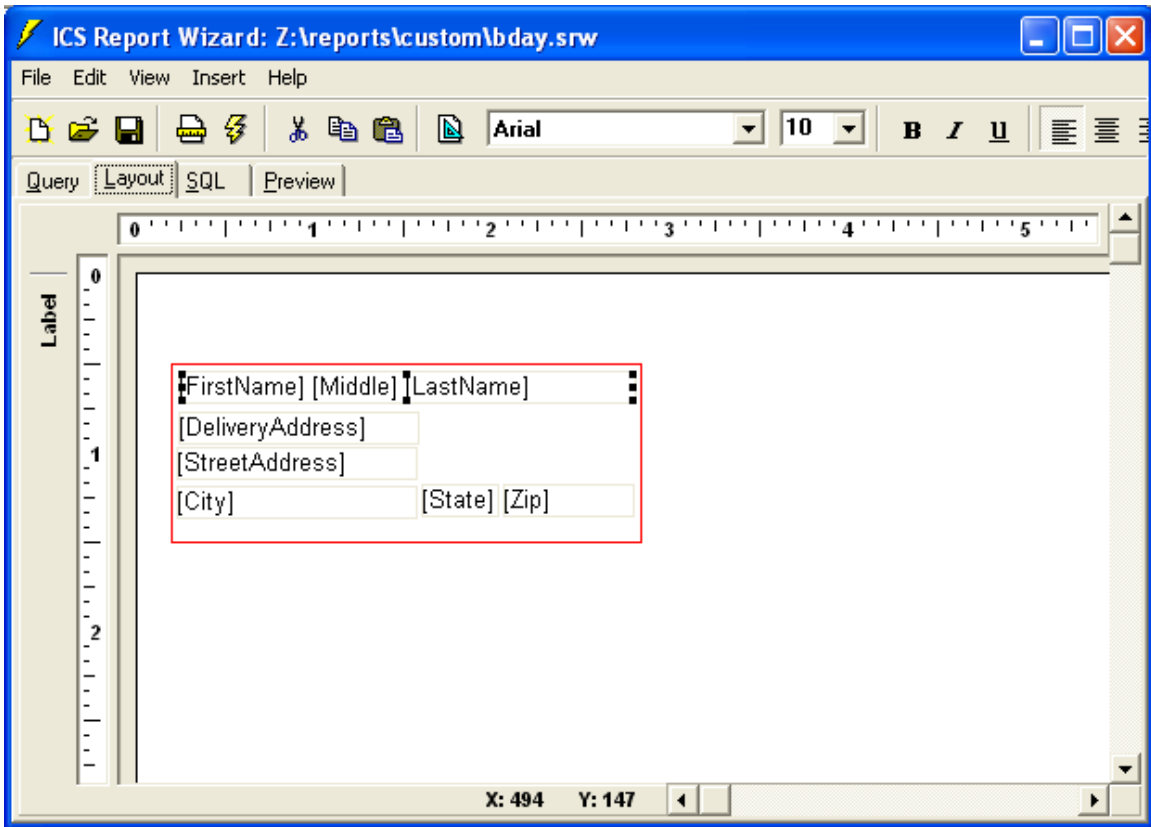 ICS Report Wizard: Z:\reports\custom\bday.srw
File Edit View Insert Help
Arial 10 B I u
Query Layout SQL Preview
0 1 2 3 4 5
Label
0
[FirstName] [Middle] [LastName]
[DeliveryAddress]
1
[StreetAddress]
[City] [State] [Zip]
2
X: 494 Y: 147